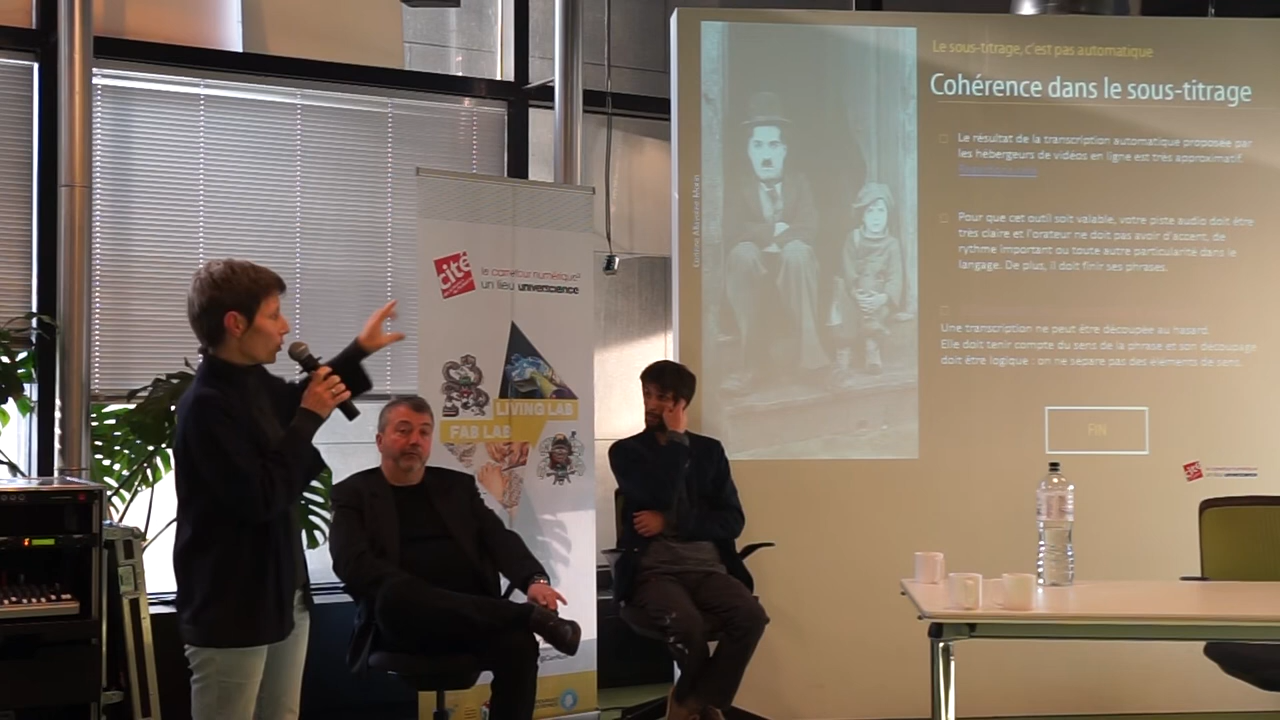 Le sous-titrage, c'est pas automatique
Cohérence dans le sous-titrage
Le résultat de la transcription automatique proposée par
les hébergeurs de vidéos en ligne est très approximatif.
Pour que cet outil soit valable, votre piste audio doit être
très claire et l'orateur ne doit pas avoir d'accent, de
rythme important ou toute autre particularité dans le
langage. De plus, il doit finir ses phrases.
Une transcription ne peut être découpée au hasard.
Elle doit tenir compte du sens de la phrase et son découpage
doit être logique : on ne sépare pas des éléments de sens.
FIN
cité
le carrefour numérique²
un lieu universcience
LIVING LAB
FAB LAB